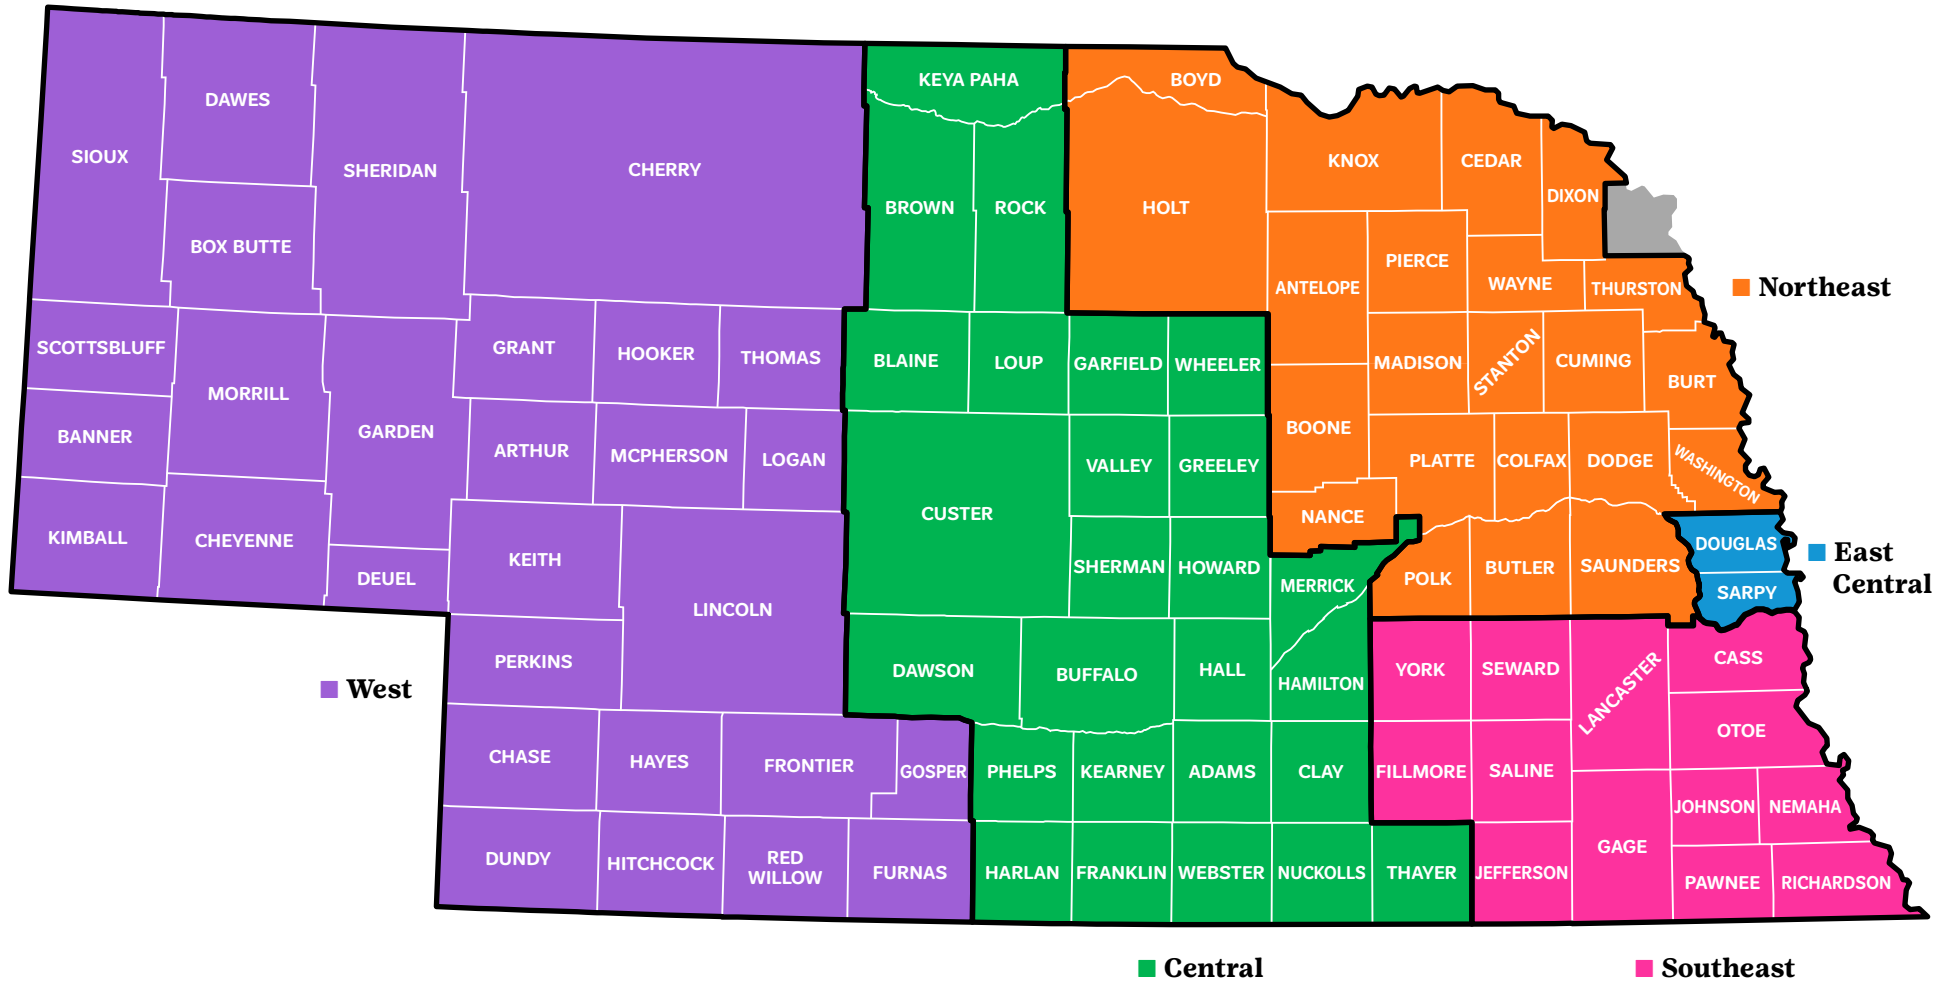 KEYA PAHA
BOYD
DAWES
SIOUX
SHERIDAN
CHERRY
KNOX
CEDAR
DIXON
BROWN
ROCK
HOLT
BOX BUTTE
PIERCE
ANTELOPE
WAYNE
THURSTON
Northeast
SCOTTSBLUFF
GRANT
HOOKER
THOMAS
BLAINE
LOUP
GARFIELD
WHEELER
MADISON
STANTON
CUMING
BURT
MORRILL
BANNER
GARDEN
ARTHUR
MCPHERSON
LOGAN
VALLEY
GREELEY
BOONE
PLATTE
COLFAX
DODGE
WASHINGTON
KIMBALL
CHEYENNE
CUSTER
NANCE
DOUGLAS
East
Central
KEITH
DEUEL
LINCOLN
SHERMAN
HOWARD
MERRICK
POLK
BUTLER
SAUNDERS
SARPY
PERKINS
DAWSON
BUFFALO
HALL
HAMILTON
YORK
SEWARD
LANCASTER
CASS
West
CHASE
HAYES
FRONTIER
GOSPER
PHELPS
KEARNEY
ADAMS
CLAY
FILLMORE
SALINE
OTOE
JOHNSON
NEMAHA
DUNDY
HITCHCOCK
RED
WILLOW
FURNAS
HARLAN
FRANKLIN
WEBSTER
NUCKOLLS
THAYER
JEFFERSON
GAGE
PAWNEE
RICHARDSON
Central
Southeast